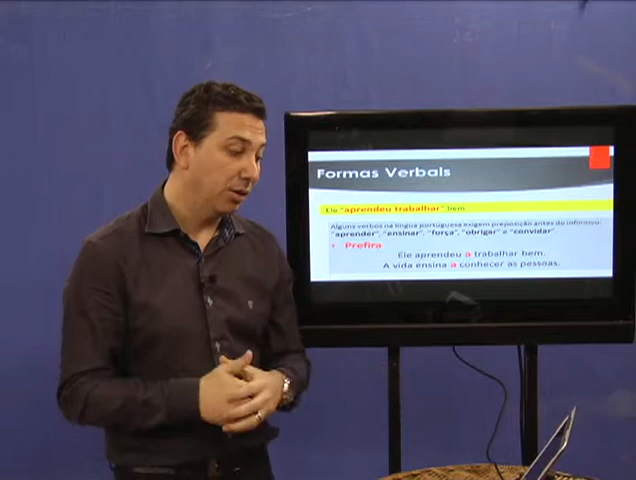 Formas Verbais
Ele "aprendeu trabalhar" bem
Alguns verbos na língua portuguesa exigem preposição antes do infinitivo:
"aprender", "ensinar", "força", "obrigar" e "convidar".
• Prefira
Ele aprendeu a trabalhar bem.
A vida ensina a conhecer as pessoas.